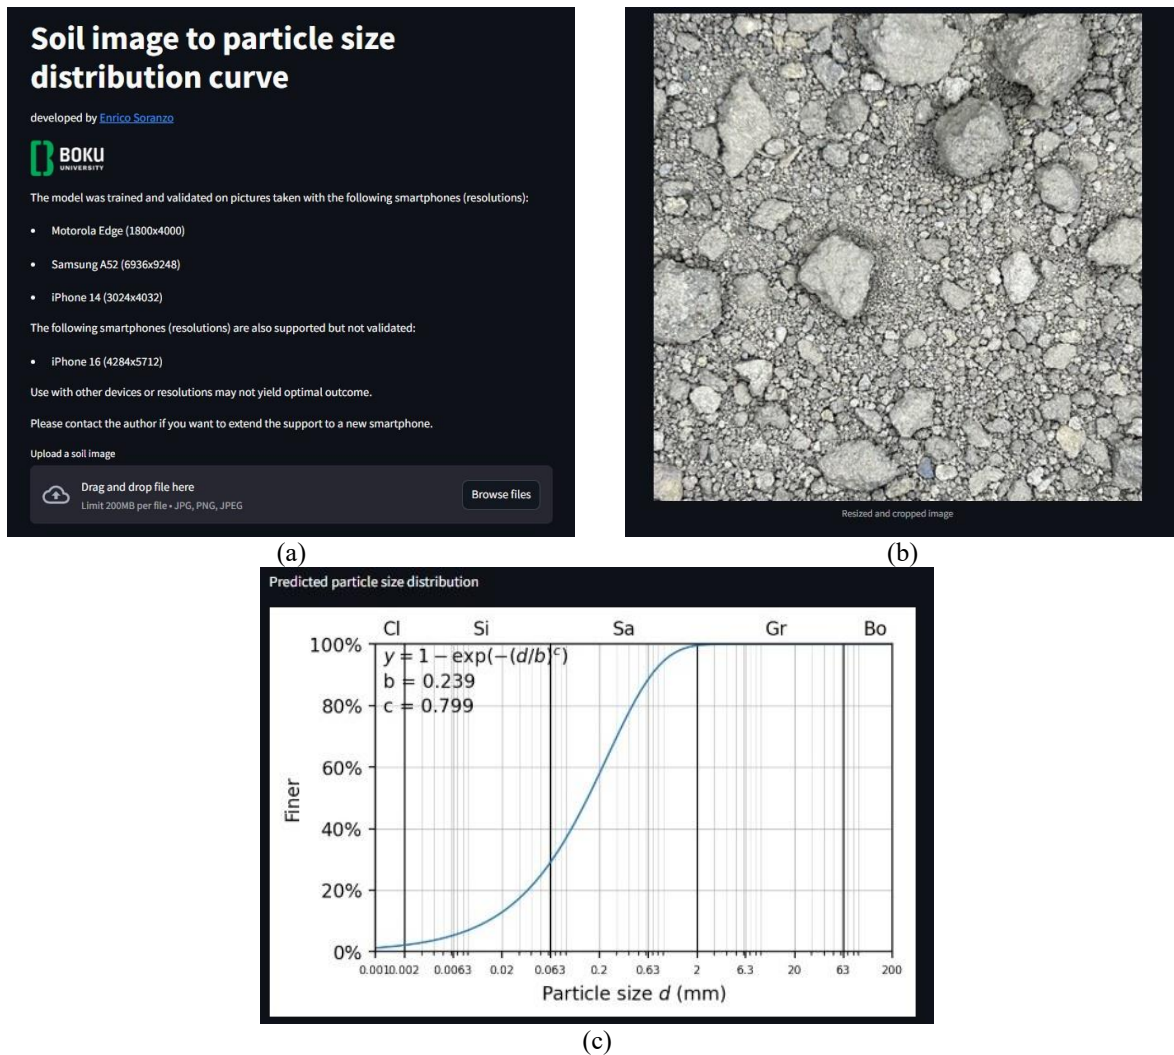 Soil image to particle size
distribution curve
developed by Enrico Soranzo
BOKU
UNIVERSITY
The model was trained and validated on pictures taken with the following smartphones (resolutions):
• Motorola Edge (1800x4000)
• Samsung A52 (6936x9248)
• iPhone 14 (3024x4032)
The following smartphones (resolutions) are also supported but not validated:
• iPhone 16 (4284x5712)
Use with other devices or resolutions may not yield optimal outcome.
Please contact the author if you want to extend the support to a new smartphone.
Upload a soil image
Drag and drop file here
Limit 200MB per file • JPG, PNG, JPEG
Browse files
(a)
Resized and cropped image
(b)
Predicted particle size distribution
Cl Si Sa Gr Bo
y = 1 − exp(−(d/b)^c)
b = 0.239
c = 0.799
100%
80%
60%
40%
20%
0%
Finer
0.001 0.002 0.0063 0.02 0.063 0.2 0.63 2 6.3 20 63 200
Particle size d (mm)
(c)